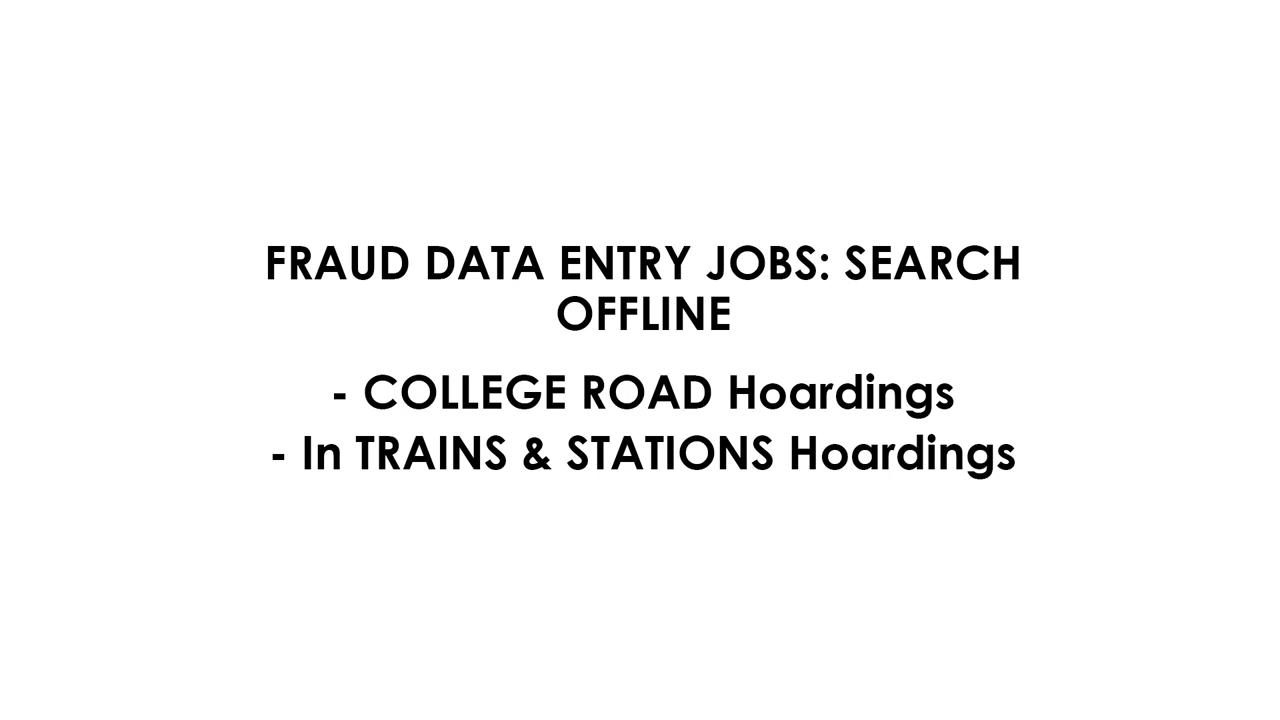 FRAUD DATA ENTRY JOBS: SEARCH
OFFLINE
- COLLEGE ROAD Hoardings
- In TRAINS & STATIONS Hoardings